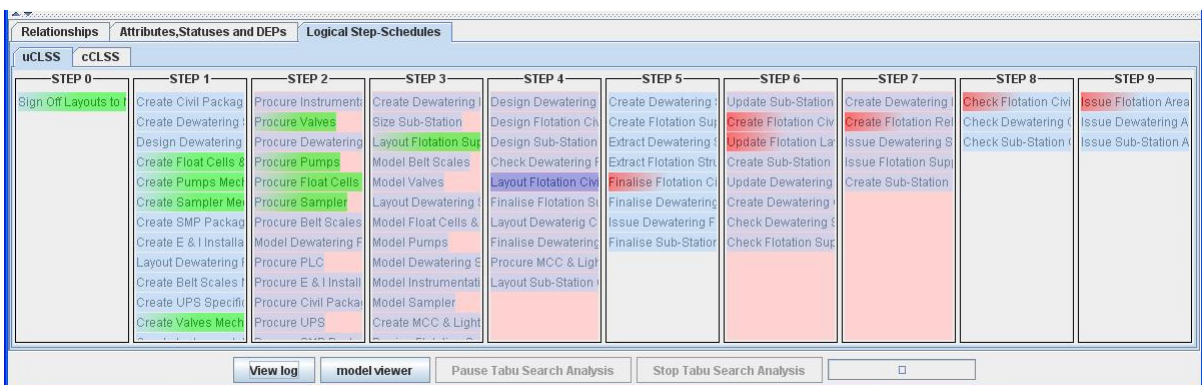 Relationships Attributes,Statuses and DEPs Logical Step-Schedules
uCLSS cCLSS
STEP 0 STEP 1 STEP 2 STEP 3 STEP 4 STEP 5 STEP 6 STEP 7 STEP 8 STEP 9
Sign Off Layouts to Create Civil Packag Procure Instrument Create Dewatering Design Dewatering Create Dewatering Update Sub-Station Create Dewatering Check Flotation Civi Issue Flotation Area
Create Dewatering Procure Valves Size Sub-Station Design Flotation Civ Create Flotation Sup Create Flotation Civ Create Flotation Rel Check Dewatering Issue Dewatering A
Design Dewatering Procure Dewatering Layout Flotation Sup Design Sub-Station Extract Dewatering Update Flotation La Issue Dewatering S Check Sub-Station Issue Sub-Station A
Create Float Cells & Procure Pumps Model Belt Scales Check Dewatering F Extract Flotation Stru Create Sub-Station Issue Flotation Supp
Create Pumps Mech Procure Float Cells Model Valves Layout Flotation Civi Finalise Flotation Ci Update Dewatering Create Sub-Station
Create Sampler Me Procure Sampler Layout Dewatering Finalise Flotation S Finalise Dewatering Create Dewatering
Create SMP Packag Procure Belt Scales Model Float Cells & Layout Dewaterig C Issue Dewatering F Check Dewatering S
Create E & I Installa Model Dewatering F Model Pumps Finalise Dewatering Finalise Sub-Station Check Flotation Sup
Layout Dewatering Procure PLC Model Dewatering S Procure MCC & Ligh
Create Belt Scales Procure E & I Install Model Instrumentati Layout Sub-Station
Create UPS Specific Procure Civil Packa Model Sampler
Create Valves Mech Procure UPS Create MCC & Light
View log model viewer Pause Tabu Search Analysis Stop Tabu Search Analysis